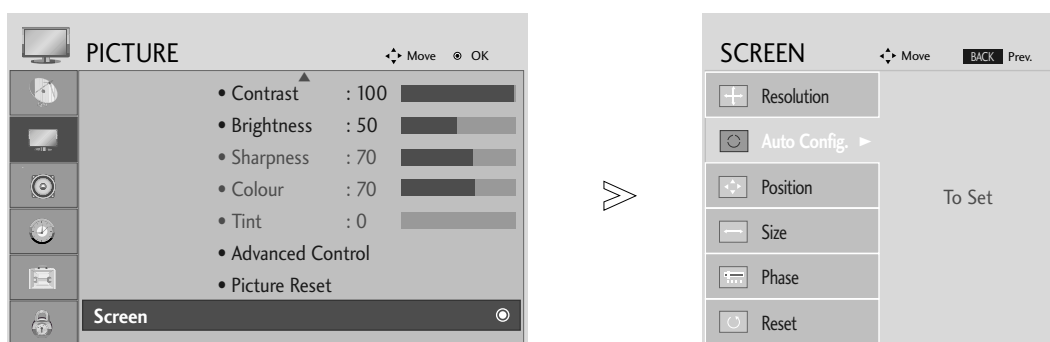 PICTURE Move OK
• Contrast : 100
• Brightness : 50
• Sharpness : 70
• Colour : 70
• Tint : 0
• Advanced Control
• Picture Reset
Screen
SCREEN Move BACK Prev.
Resolution
Auto Config. ►
Position
Size
Phase
Reset
To Set